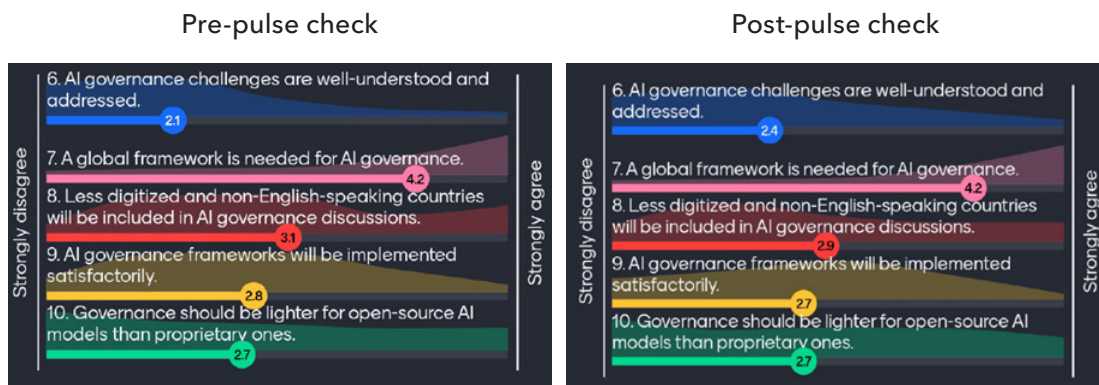 Pre-pulse check
Strongly disagree
6. AI governance challenges are well-understood and
addressed.
2.1
7. A global framework is needed for AI governance.
4.2
8. Less digitized and non-English-speaking countries
will be included in AI governance discussions.
3.1
9. AI governance frameworks will be implemented
satisfactorily.
2.8
10. Governance should be lighter for open-source AI
models than proprietary ones.
2.7
Strongly agree
Post-pulse check
Strongly disagree
6. AI governance challenges are well-understood and
addressed.
2.4
7. A global framework is needed for AI governance.
4.2
8. Less digitized and non-English-speaking countries
will be included in AI governance discussions.
2.9
9. AI governance frameworks will be implemented
satisfactorily.
2.7
10. Governance should be lighter for open-source AI
models than proprietary ones.
2.7
Strongly agree